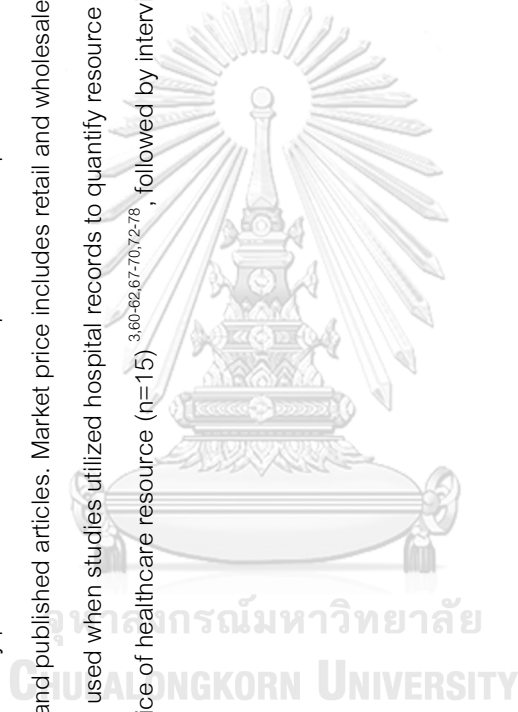 and published articles. Market price includes retail and wholesale
used when studies utilized hospital records to quantify resource
ice of healthcare resource (n=15) 3,60-62,67-70,72-78, followed by interv
จุฬาลงกรณ์มหาวิทยาลัย
CHULALONGKORN UNIVERSITY